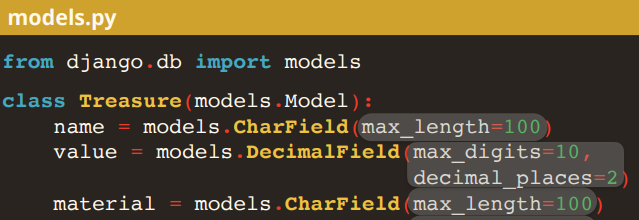 models.py
from django.db import models
class Treasure(models.Model):
name = models.CharField(max_length=100)
value = models.DecimalField(max_digits=10,
decimal_places=2)
material = models.CharField(max_length=100)